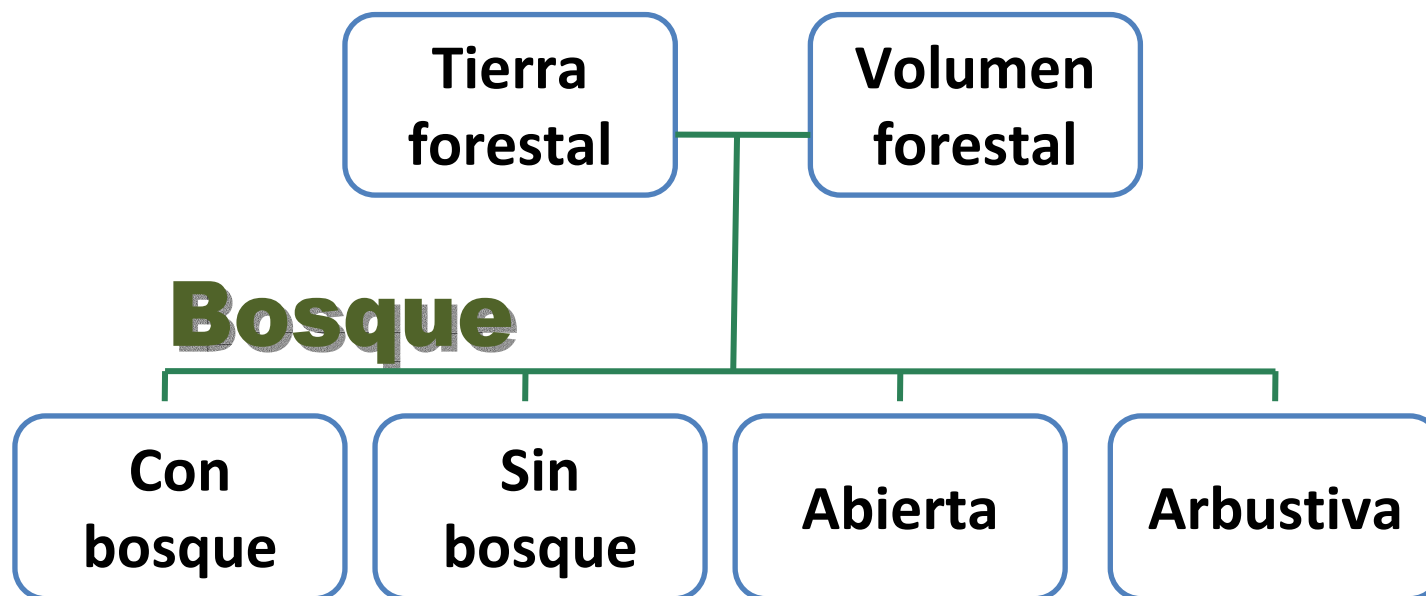 Tierra
forestal
Volumen
forestal
Bosque
Con
bosque
Sin
bosque
Abierta
Arbustiva